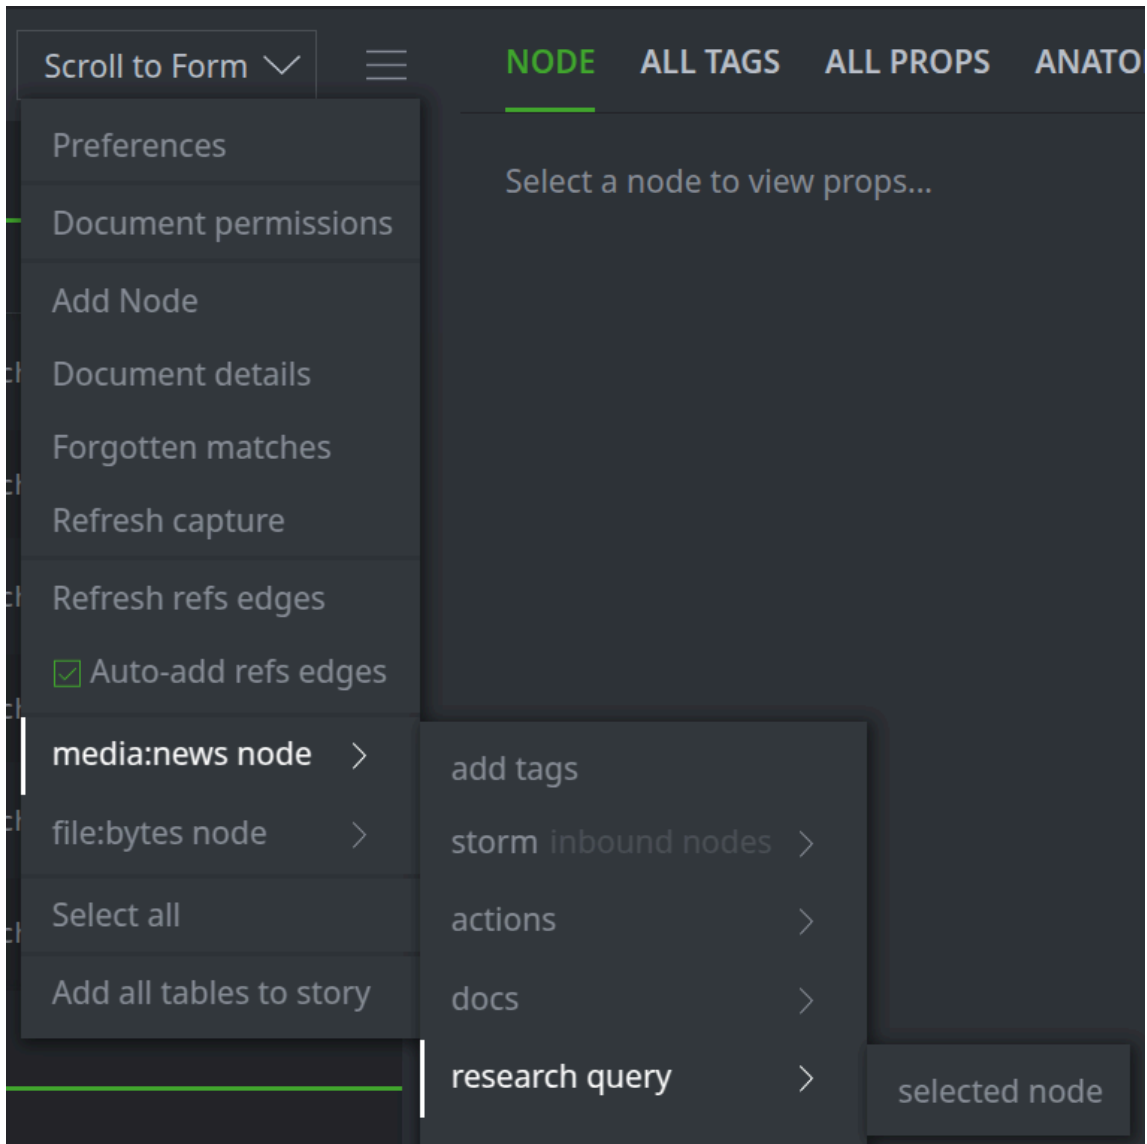 Scroll to Form
NODE ALL TAGS ALL PROPS ANATO
Select a node to view props...
Preferences
Document permissions
Add Node
Document details
Forgotten matches
Refresh capture
Refresh refs edges
Auto-add refs edges
media:news node
file:bytes node
Select all
Add all tables to story
add tags
storm inbound nodes
actions
docs
research query
selected node